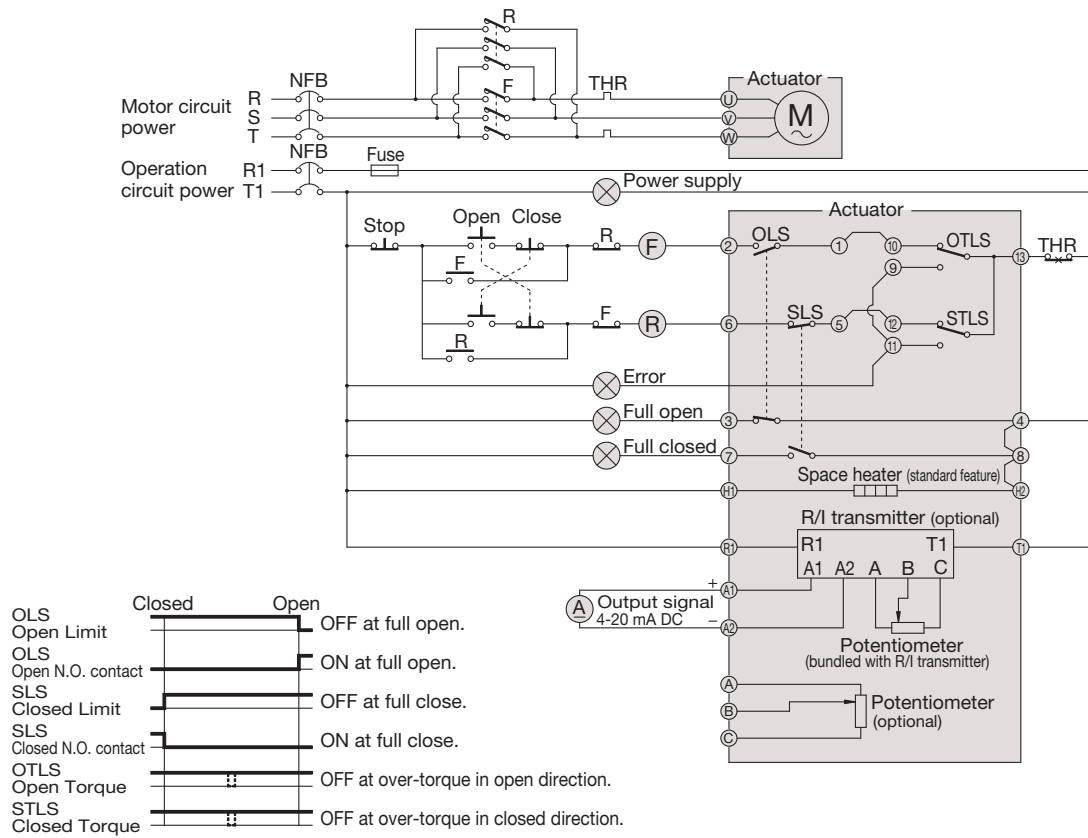 R
NFB
THR
Actuator
Motor circuit power
R
S
T
F
U
V
W
M
NFB
Operation circuit power
R1
T1
Fuse
Power supply
Actuator
Stop
Open
Close
R
F
2
OLS
1
10
OTLS
13
THR
F
9
6
SLS
5
12
STLS
F
R
R
11
Error
Full open
3
4
Full closed
7
8
Space heater (standard feature)
H1
H2
R/I transmitter (optional)
R1
R1
T1
T1
A1 A2 A B C
+
A1
A
Output signal
4-20 mA DC
−
A2
Potentiometer
(bundled with R/I transmitter)
A
B
C
Potentiometer
(optional)
Closed
Open
OLS
Open Limit
OFF at full open.
OLS
Open N.O. contact
ON at full open.
SLS
Closed Limit
OFF at full close.
SLS
Closed N.O. contact
ON at full close.
OTLS
Open Torque
OFF at over-torque in open direction.
STLS
Closed Torque
OFF at over-torque in closed direction.